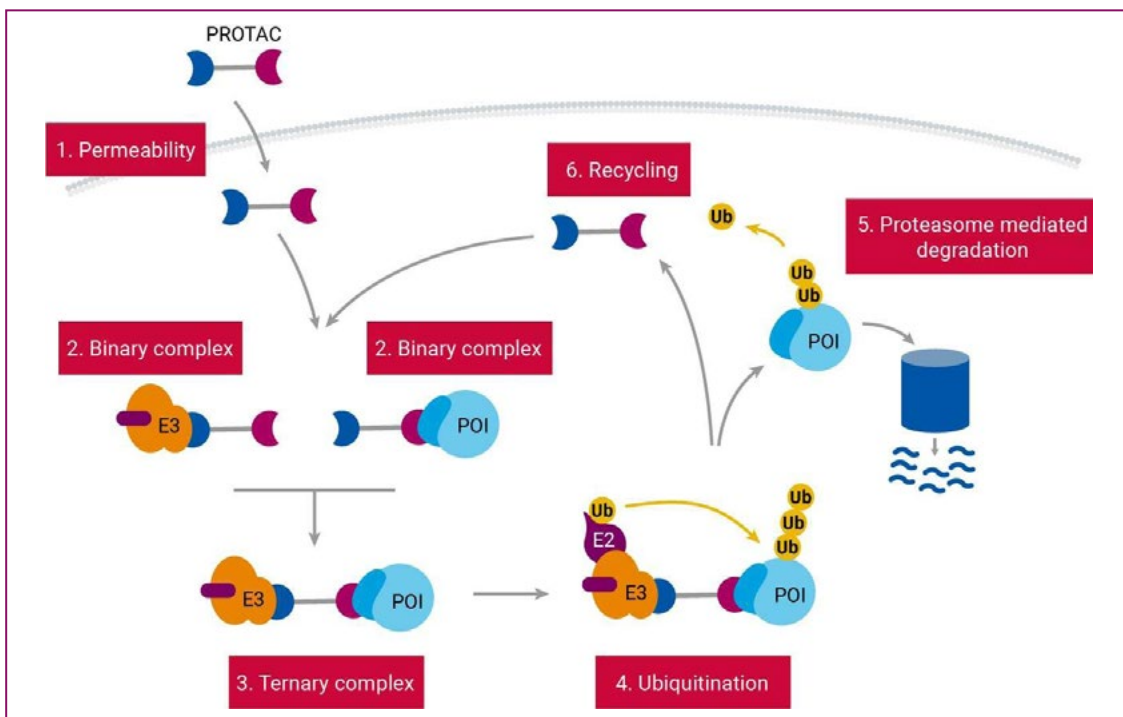 PROTAC
1. Permeability
6. Recycling
Ub
5. Proteasome mediated
degradation
Ub
Ub
POI
2. Binary complex
2. Binary complex
E3
POI
Ub
Ub
E2
Ub
Ub
E3
POI
E3
POI
3. Ternary complex
4. Ubiquitination